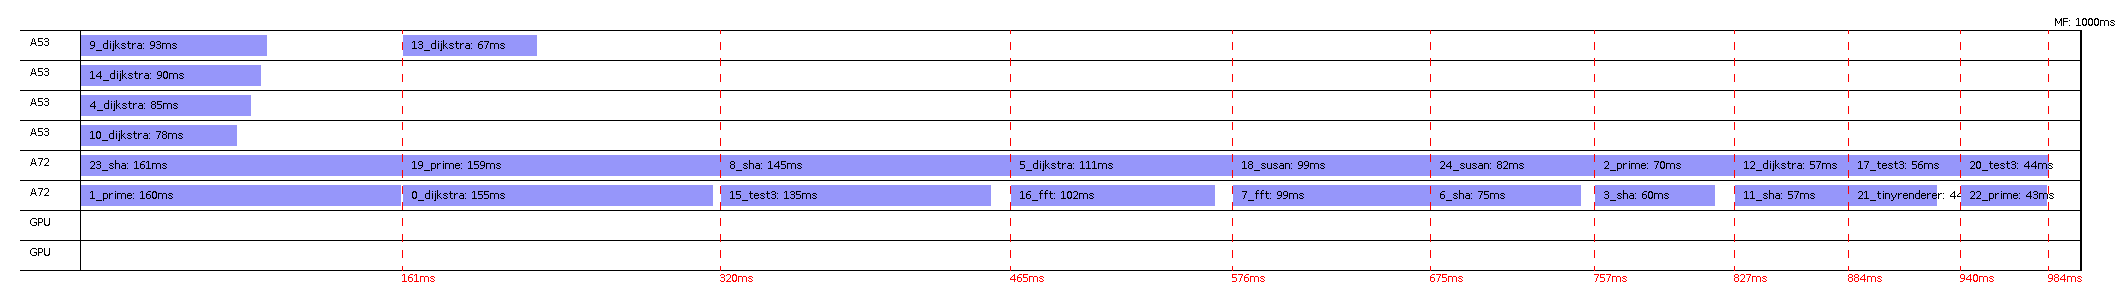 MF: 1000ms
A53 9_dijkstra: 93ms 13_dijkstra: 67ms
A53 14_dijkstra: 90ms
A53 4_dijkstra: 85ms
A53 10_dijkstra: 78ms
A72 23_sha: 161ms 19_prime: 159ms 8_sha: 145ms 5_dijkstra: 111ms 18_susan: 99ms 24_susan: 82ms 2_prime: 70ms 12_dijkstra: 57ms 17_test3: 56ms 20_test3: 44ms
A72 1_prime: 160ms 0_dijkstra: 155ms 15_test3: 135ms 16_fft: 102ms 7_fft: 99ms 6_sha: 75ms 3_sha: 60ms 11_sha: 57ms 21_tinyrenderer: 44 22_prime: 43ms
GPU
GPU
161ms 320ms 465ms 576ms 675ms 757ms 827ms 884ms 940ms 984ms